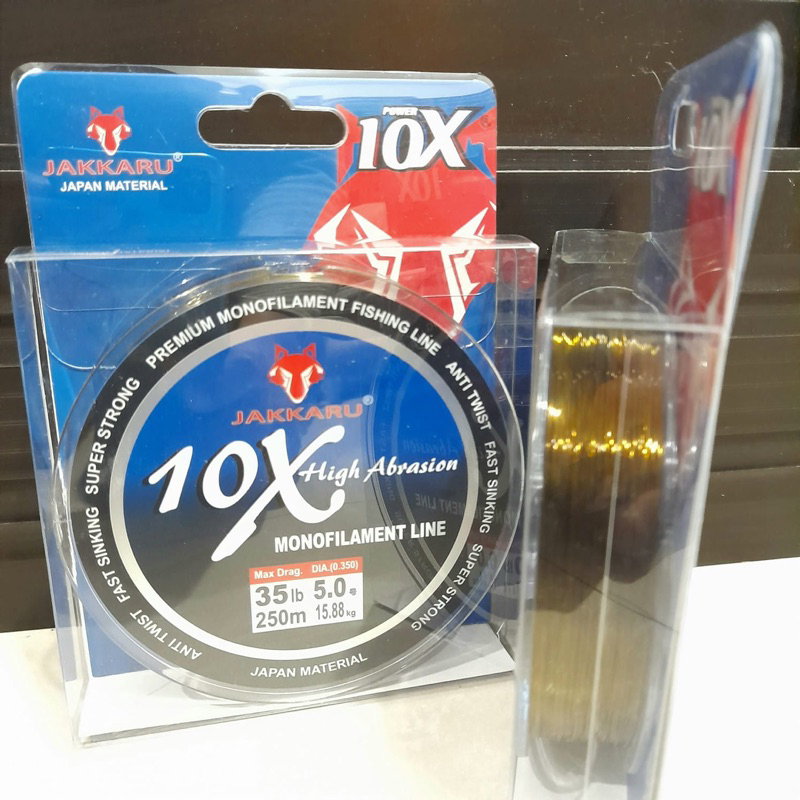 JAKKARU®
JAPAN MATERIAL
POWER
10X®
PREMIUM MONOFILAMENT FISHING LINE
ANTI TWIST FAST SINKING SUPER STRONG
ANTI TWIST FAST SINKING SUPER STRONG
JAKKARU®
10X High Abrasion
MONOFILAMENT LINE
Max Drag. DIA.(0.350)
35lb 5.0号
250m 15.88kg
JAPAN MATERIAL
10X